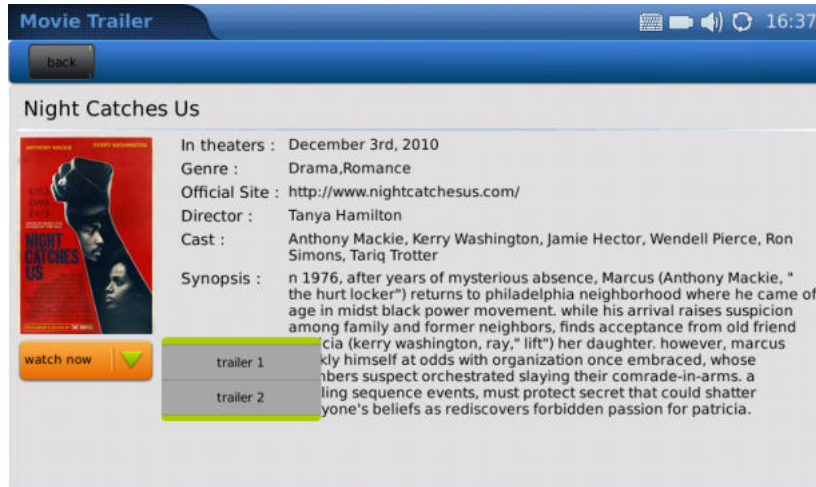 Movie Trailer
16:37
back
Night Catches Us
ANTHONY MACKIE KERRY WASHINGTON
NIGHT
CATCHES
US
In theaters : December 3rd, 2010
Genre : Drama,Romance
Official Site : http://www.nightcatchesus.com/
Director : Tanya Hamilton
Cast : Anthony Mackie, Kerry Washington, Jamie Hector, Wendell Pierce, Ron
Simons, Tariq Trotter
Synopsis : n 1976, after years of mysterious absence, Marcus (Anthony Mackie, "
the hurt locker") returns to philadelphia neighborhood where he came of
age in midst black power movement. while his arrival raises suspicion
among family and former neighbors, finds acceptance from old friend
cia (kerry washington, ray," lift") her daughter. however, marcus
kly himself at odds with organization once embraced, whose
bers suspect orchestrated slaying their comrade-in-arms. a
ling sequence events, must protect secret that could shatter
yone's beliefs as rediscovers forbidden passion for patricia.
watch now
trailer 1
trailer 2